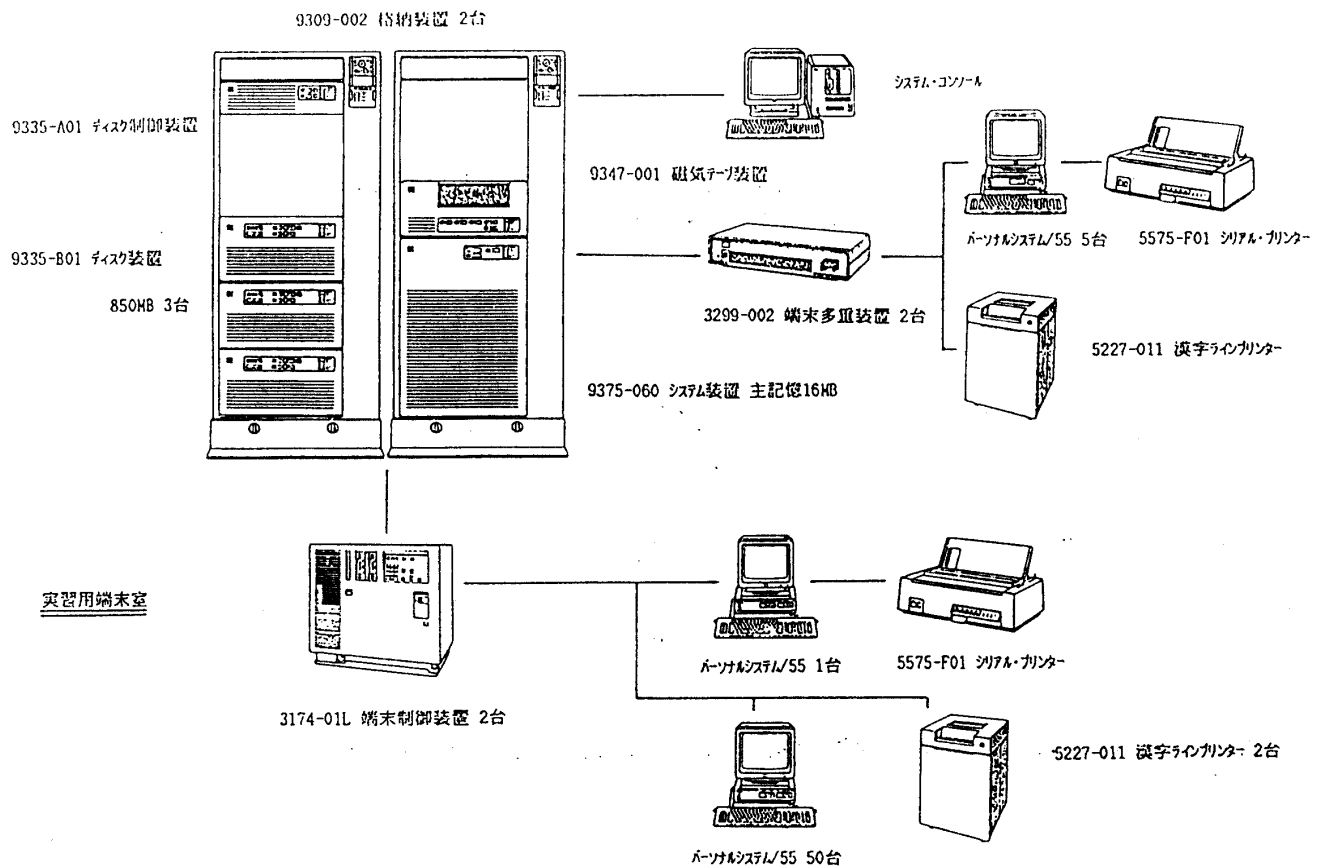 9309-002 格納装置 2台
システム・コンソール
9335-A01 ディスク制御装置
9347-001 磁気テープ装置
パーソナルシステム/55 5台
5575-F01 シリアル・プリンター
9335-B01 ディスク装置
850MB 3台
3299-002 端末多重装置 2台
5227-011 漢字ラインプリンター
9375-060 システム装置 主記憶16MB
実習用端末室
パーソナルシステム/55 1台
5575-F01 シリアル・プリンター
3174-01L 端末制御装置 2台
5227-011 漢字ラインプリンター 2台
パーソナルシステム/55 50台